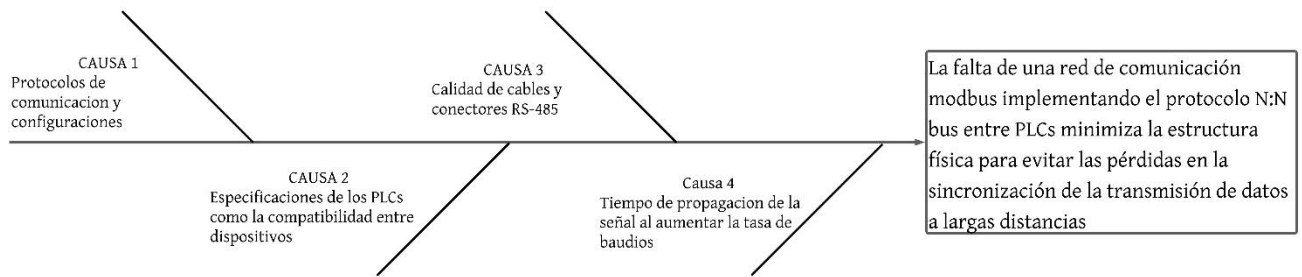 CAUSA 1
Protocolos de
comunicacion y
configuraciones
CAUSA 2
Especificaciones de los PLCs
como la compatibilidad entre
dispositivos
CAUSA 3
Calidad de cables y
conectores RS-485
Causa 4
Tiempo de propagacion de la
señal al aumentar la tasa de
baudios
La falta de una red de comunicación
modbus implementando el protocolo N:N
bus entre PLCs minimiza la estructura
física para evitar las pérdidas en la
sincronización de la transmisión de datos
a largas distancias